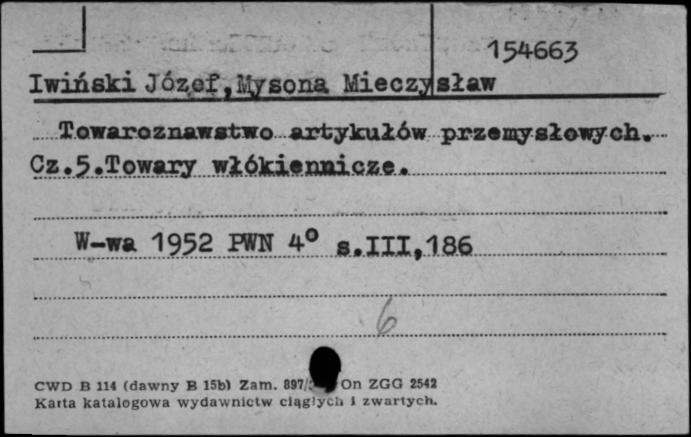 154663
Iwiński Józef, Mysona Mieczysław
Towaroznawstwo artykułów przemysłowych.
Cz.5.Towary włókiennicze.
W-wa 1952 PWN 4° s.III,186
6
CWD B 114 (dawny B 15b) Zam. 897/ On ZGG 2542
Karta katalogowa wydawnictw ciągłych i zwartych.